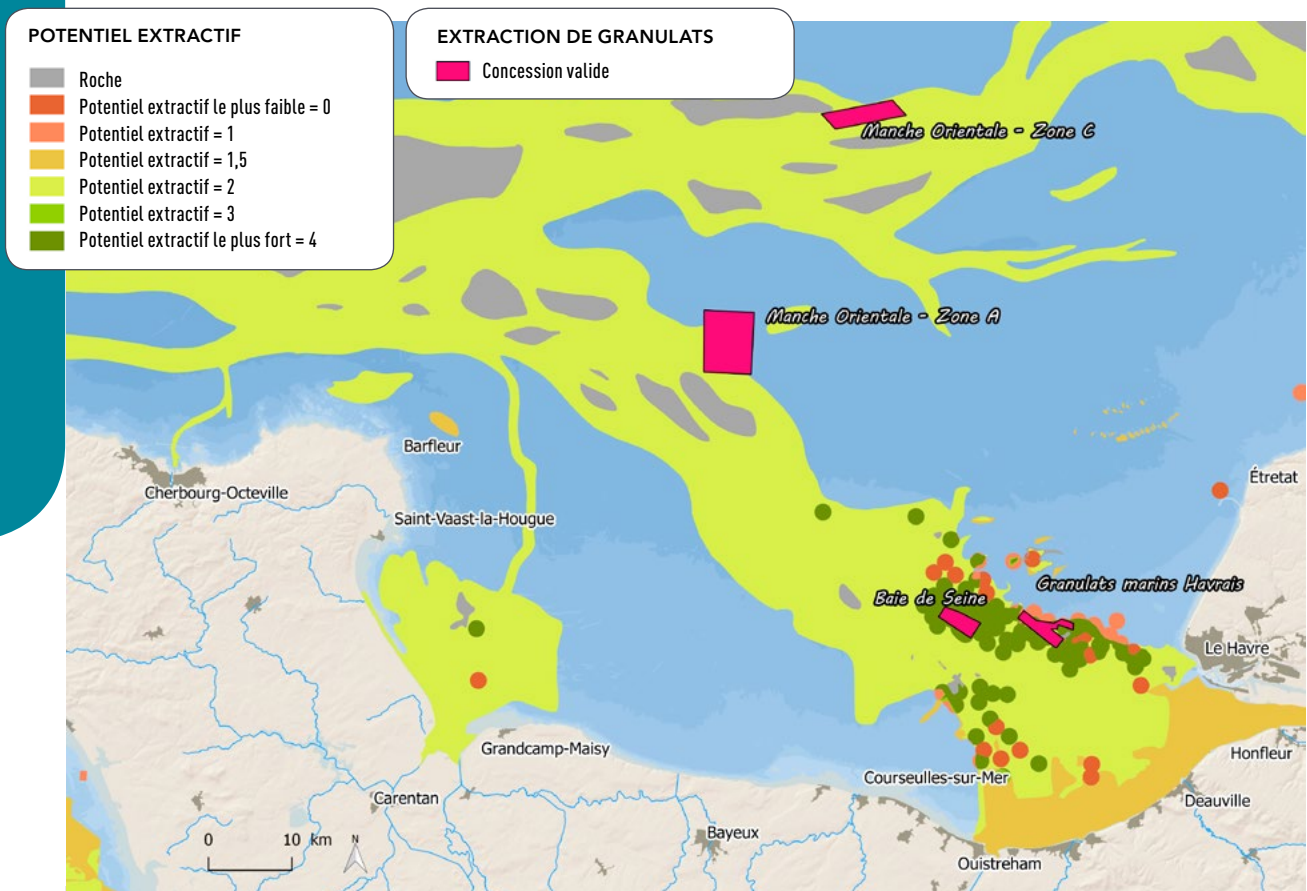 POTENTIEL EXTRACTIF
Roche
Potentiel extractif le plus faible = 0
Potentiel extractif = 1
Potentiel extractif = 1,5
Potentiel extractif = 2
Potentiel extractif = 3
Potentiel extractif le plus fort = 4
EXTRACTION DE GRANULATS
Concession valide
Manche Orientale - Zone C
Manche Orientale - Zone A
Barfleur
Cherbourg-Octeville
Étretat
Saint-Vaast-la-Hougue
Granulats marins Havrais
Baie de Seine
Le Havre
Grandcamp-Maisy
Honfleur
Courseulles-sur-Mer
Carentan
Deauville
Bayeux
0 10 km
N
Ouistreham